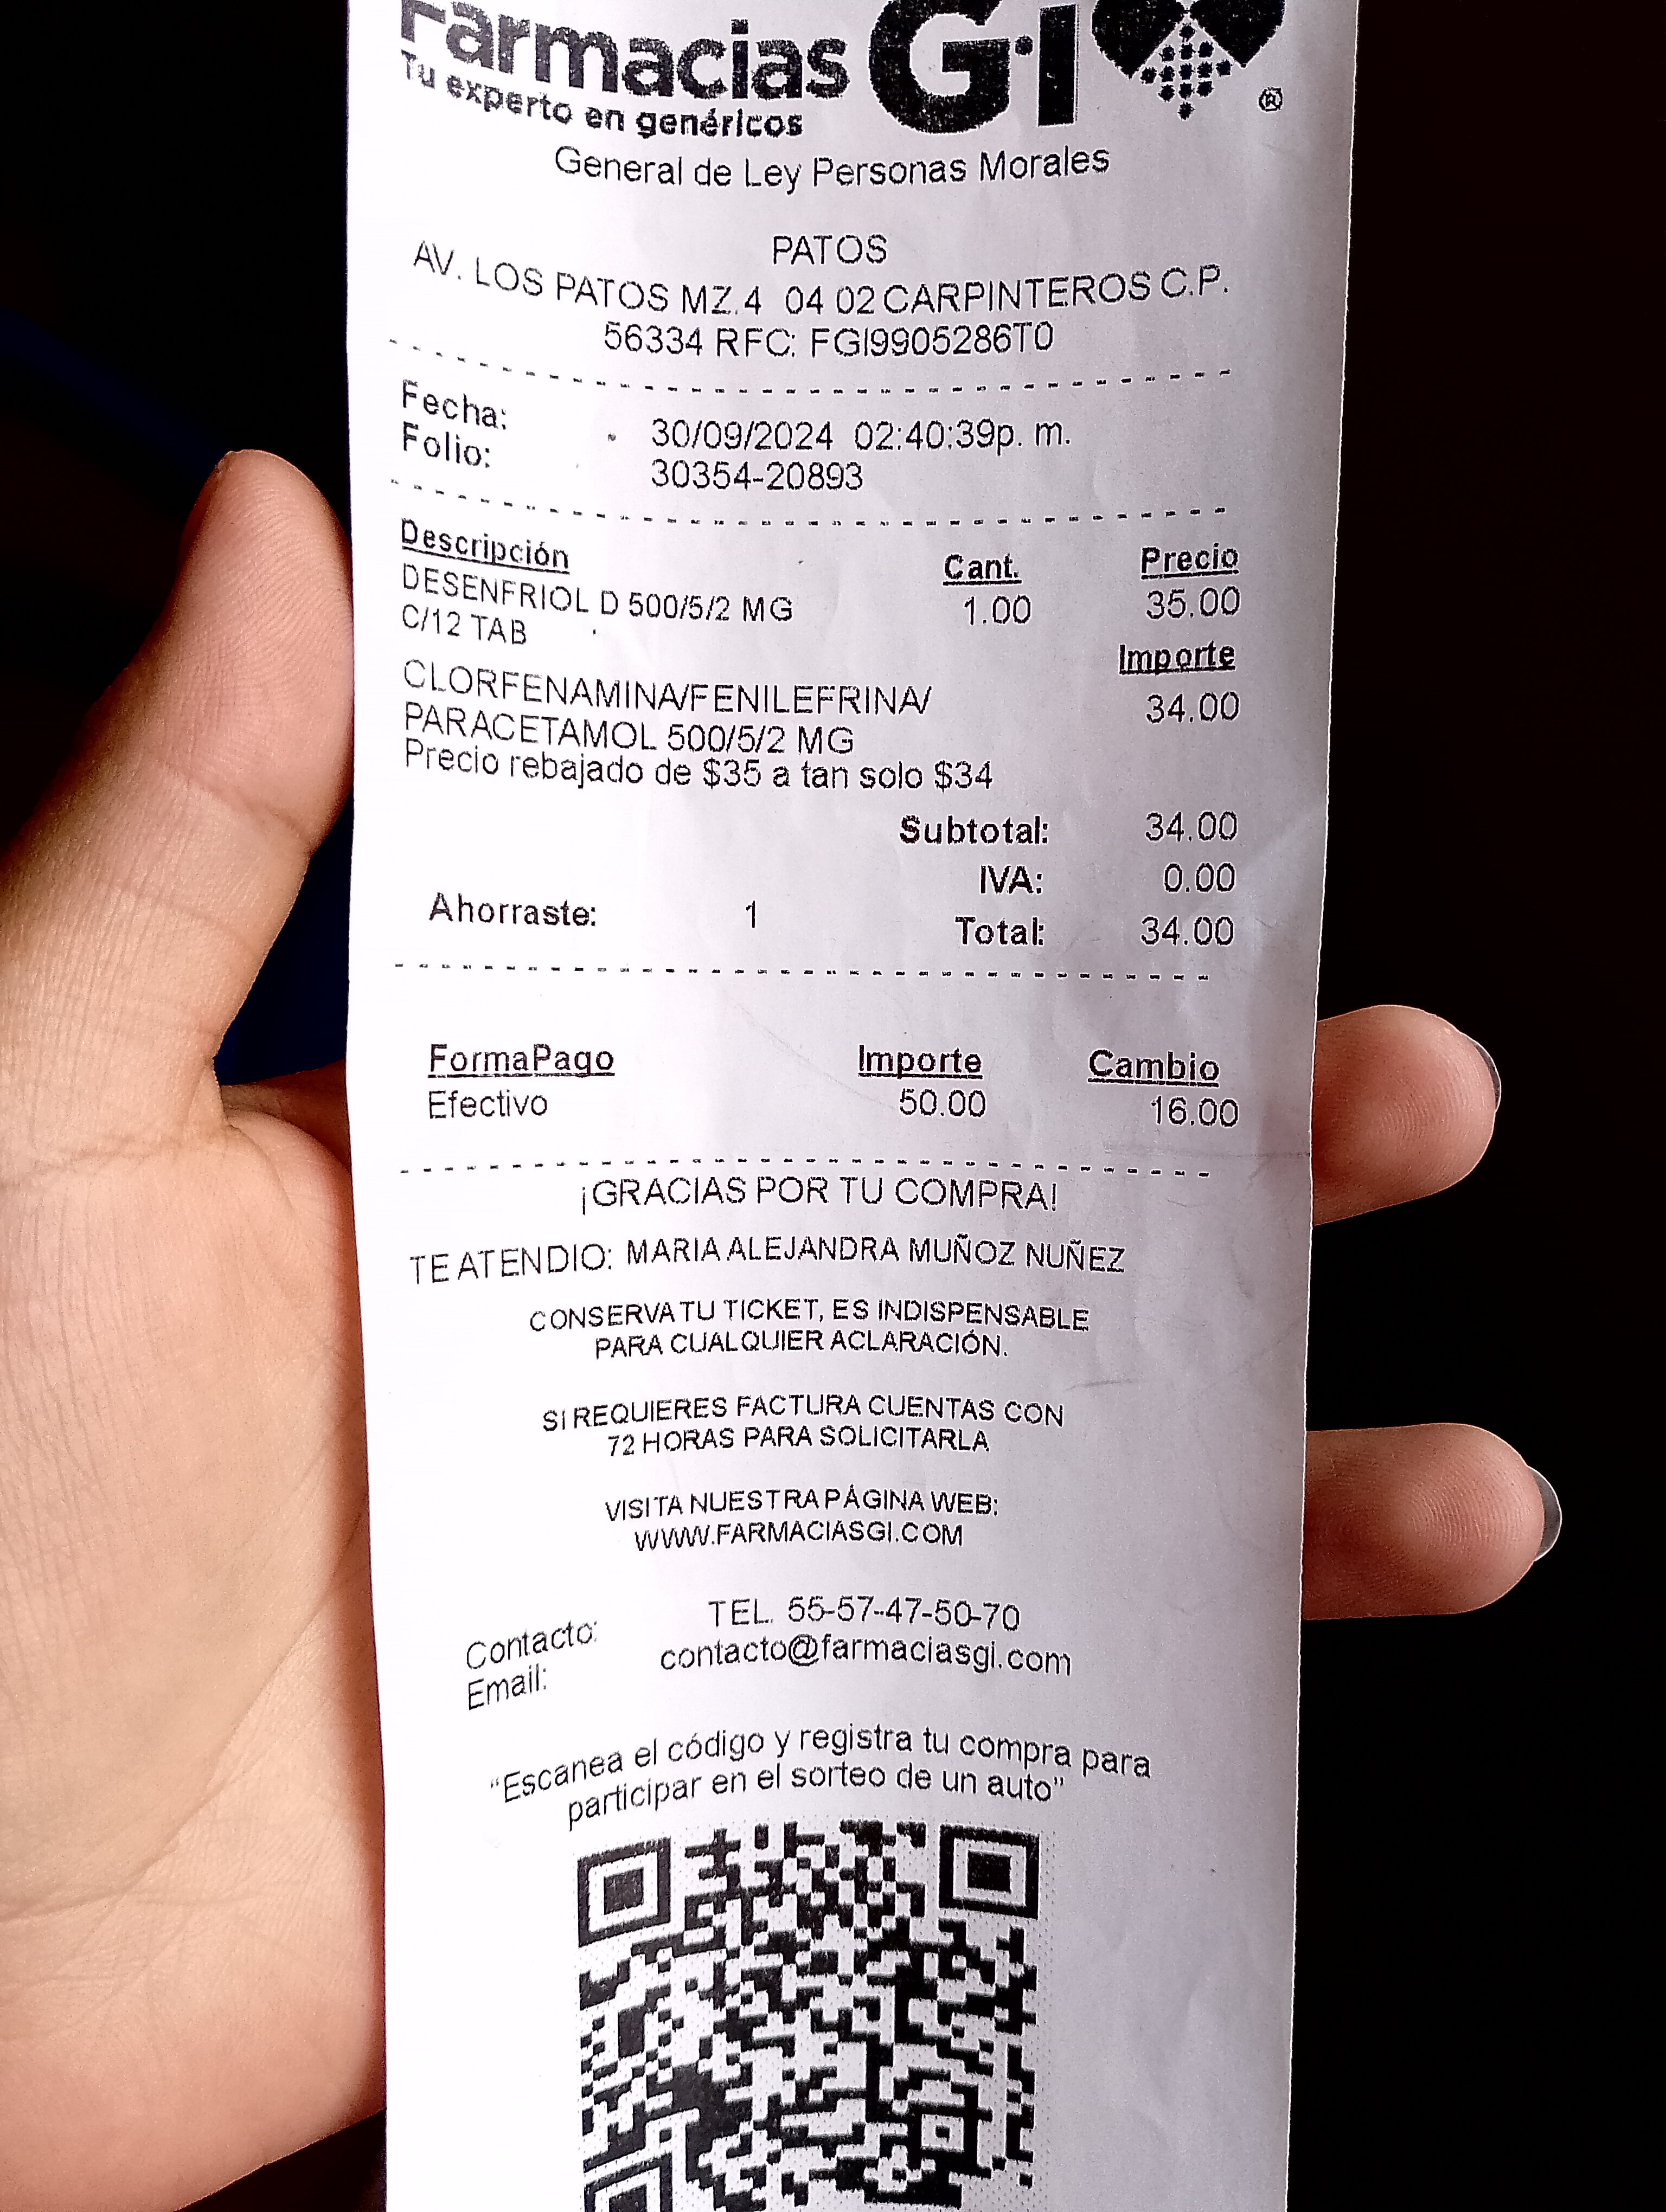 Farmacias G·I ®
Tu experto en genéricos
General de Ley Personas Morales
PATOS
AV. LOS PATOS MZ.4 04 02 CARPINTEROS C.P.
56334 RFC: FGI9905286T0
Fecha: 30/09/2024 02:40:39p. m.
Folio: 30354-20893
Descripción Cant. Precio
DESENFRIOL D 500/5/2 MG 1.00 35.00
C/12 TAB
Importe
CLORFENAMINA/FENILEFRINA/ 34.00
PARACETAMOL 500/5/2 MG
Precio rebajado de $35 a tan solo $34
Subtotal: 34.00
IVA: 0.00
Ahorraste: 1 Total: 34.00
FormaPago Importe Cambio
Efectivo 50.00 16.00
¡GRACIAS POR TU COMPRA!
TE ATENDIO: MARIA ALEJANDRA MUÑOZ NUÑEZ
CONSERVA TU TICKET, ES INDISPENSABLE
PARA CUALQUIER ACLARACIÓN.
SI REQUIERES FACTURA CUENTAS CON
72 HORAS PARA SOLICITARLA
VISITA NUESTRA PÁGINA WEB:
WWW.FARMACIASGI.COM
Contacto: TEL. 55-57-47-50-70
Email: contacto@farmaciasgi.com
“Escanea el código y registra tu compra para
participar en el sorteo de un auto”